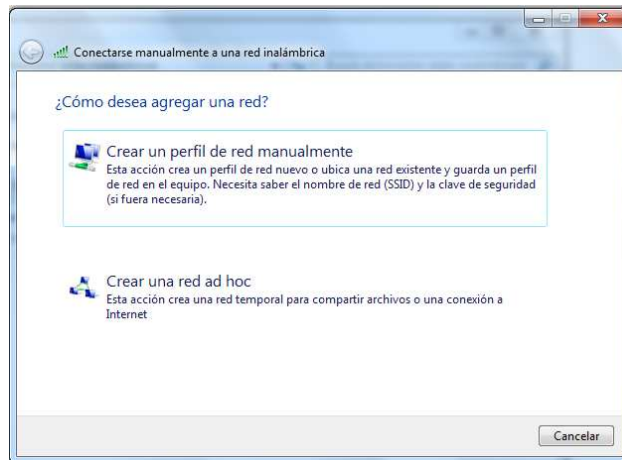 Conectarse manualmente a una red inalámbrica
¿Cómo desea agregar una red?
Crear un perfil de red manualmente
Esta acción crea un perfil de red nuevo o ubica una red existente y guarda un perfil
de red en el equipo. Necesita saber el nombre de red (SSID) y la clave de seguridad
(si fuera necesaria).
Crear una red ad hoc
Esta acción crea una red temporal para compartir archivos o una conexión a
Internet
Cancelar